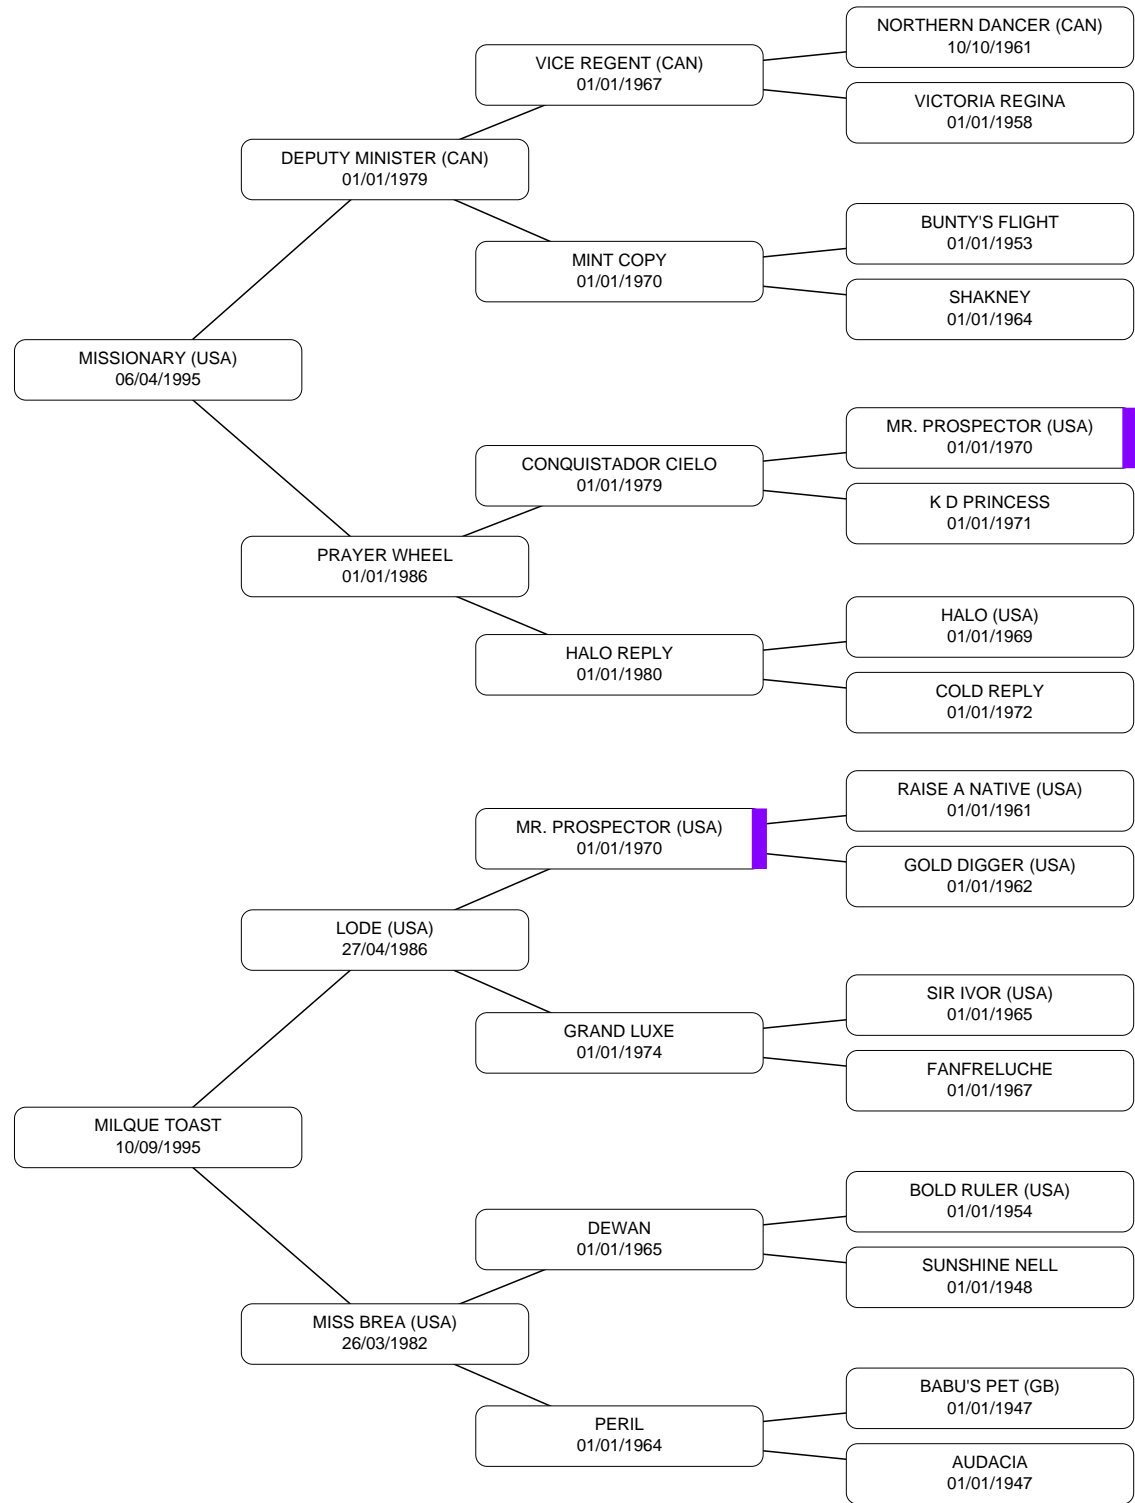 NORTHERN DANCER (CAN)
10/10/1961
VICE REGENT (CAN)
01/01/1967
VICTORIA REGINA
01/01/1958
DEPUTY MINISTER (CAN)
01/01/1979
BUNTY'S FLIGHT
01/01/1953
MINT COPY
01/01/1970
SHAKNEY
01/01/1964
MISSIONARY (USA)
06/04/1995
MR. PROSPECTOR (USA)
01/01/1970
CONQUISTADOR CIELO
01/01/1979
K D PRINCESS
01/01/1971
PRAYER WHEEL
01/01/1986
HALO (USA)
01/01/1969
HALO REPLY
01/01/1980
COLD REPLY
01/01/1972
RAISE A NATIVE (USA)
01/01/1961
MR. PROSPECTOR (USA)
01/01/1970
GOLD DIGGER (USA)
01/01/1962
LODE (USA)
27/04/1986
SIR IVOR (USA)
01/01/1965
GRAND LUXE
01/01/1974
FANFRELUCHE
01/01/1967
MILQUE TOAST
10/09/1995
BOLD RULER (USA)
01/01/1954
DEWAN
01/01/1965
SUNSHINE NELL
01/01/1948
MISS BREA (USA)
26/03/1982
BABU'S PET (GB)
01/01/1947
PERIL
01/01/1964
AUDACIA
01/01/1947